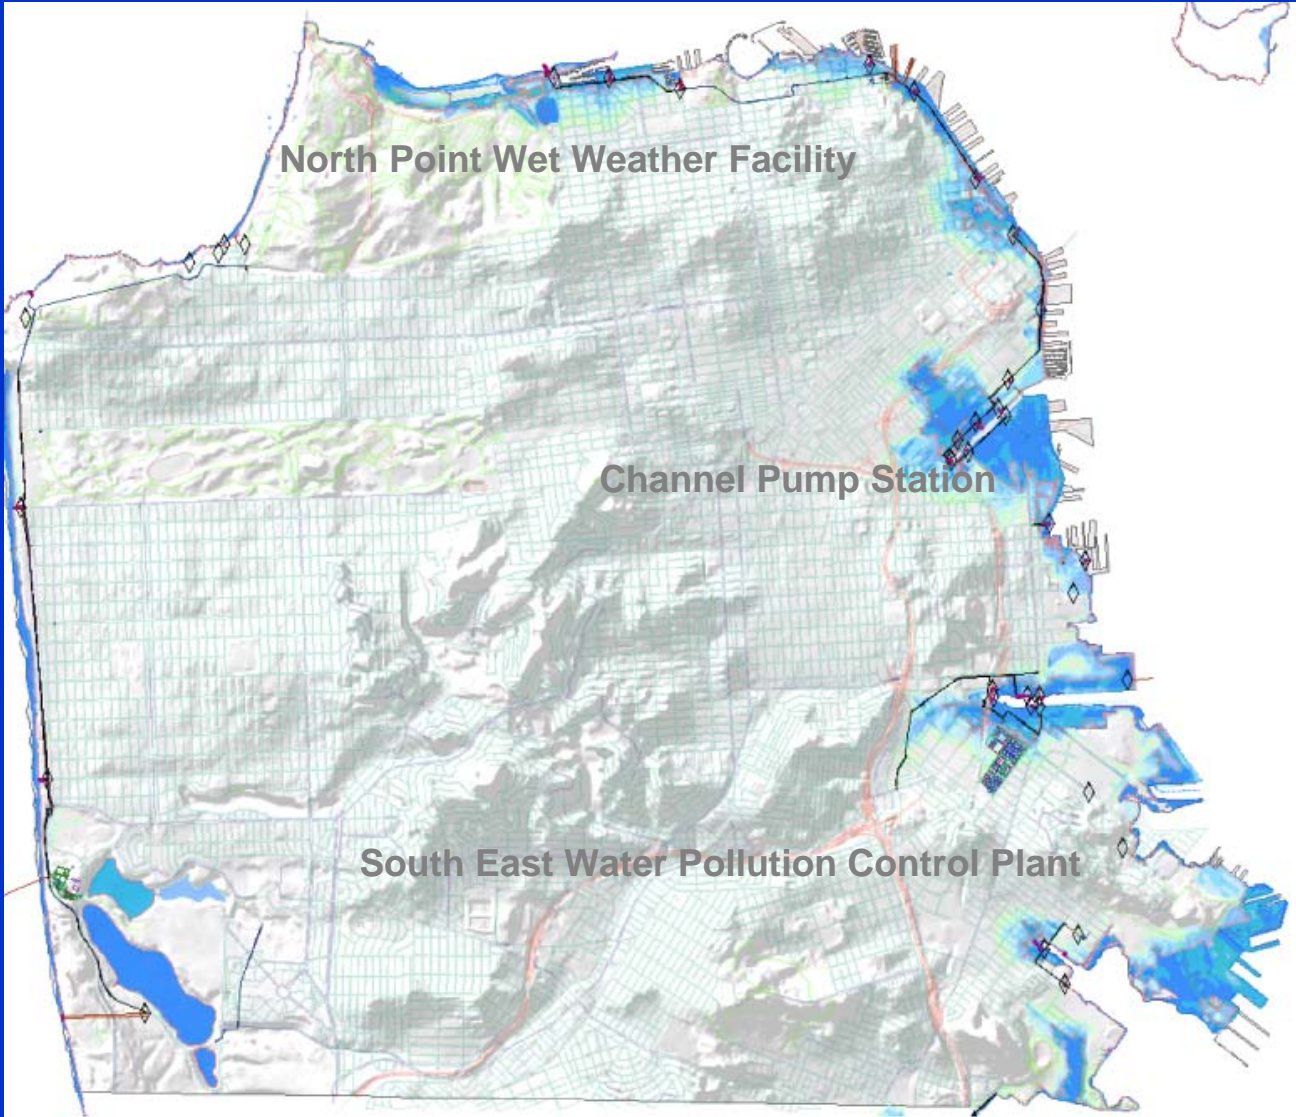 North Point Wet Weather Facility
Channel Pump Station
South East Water Pollution Control Plant